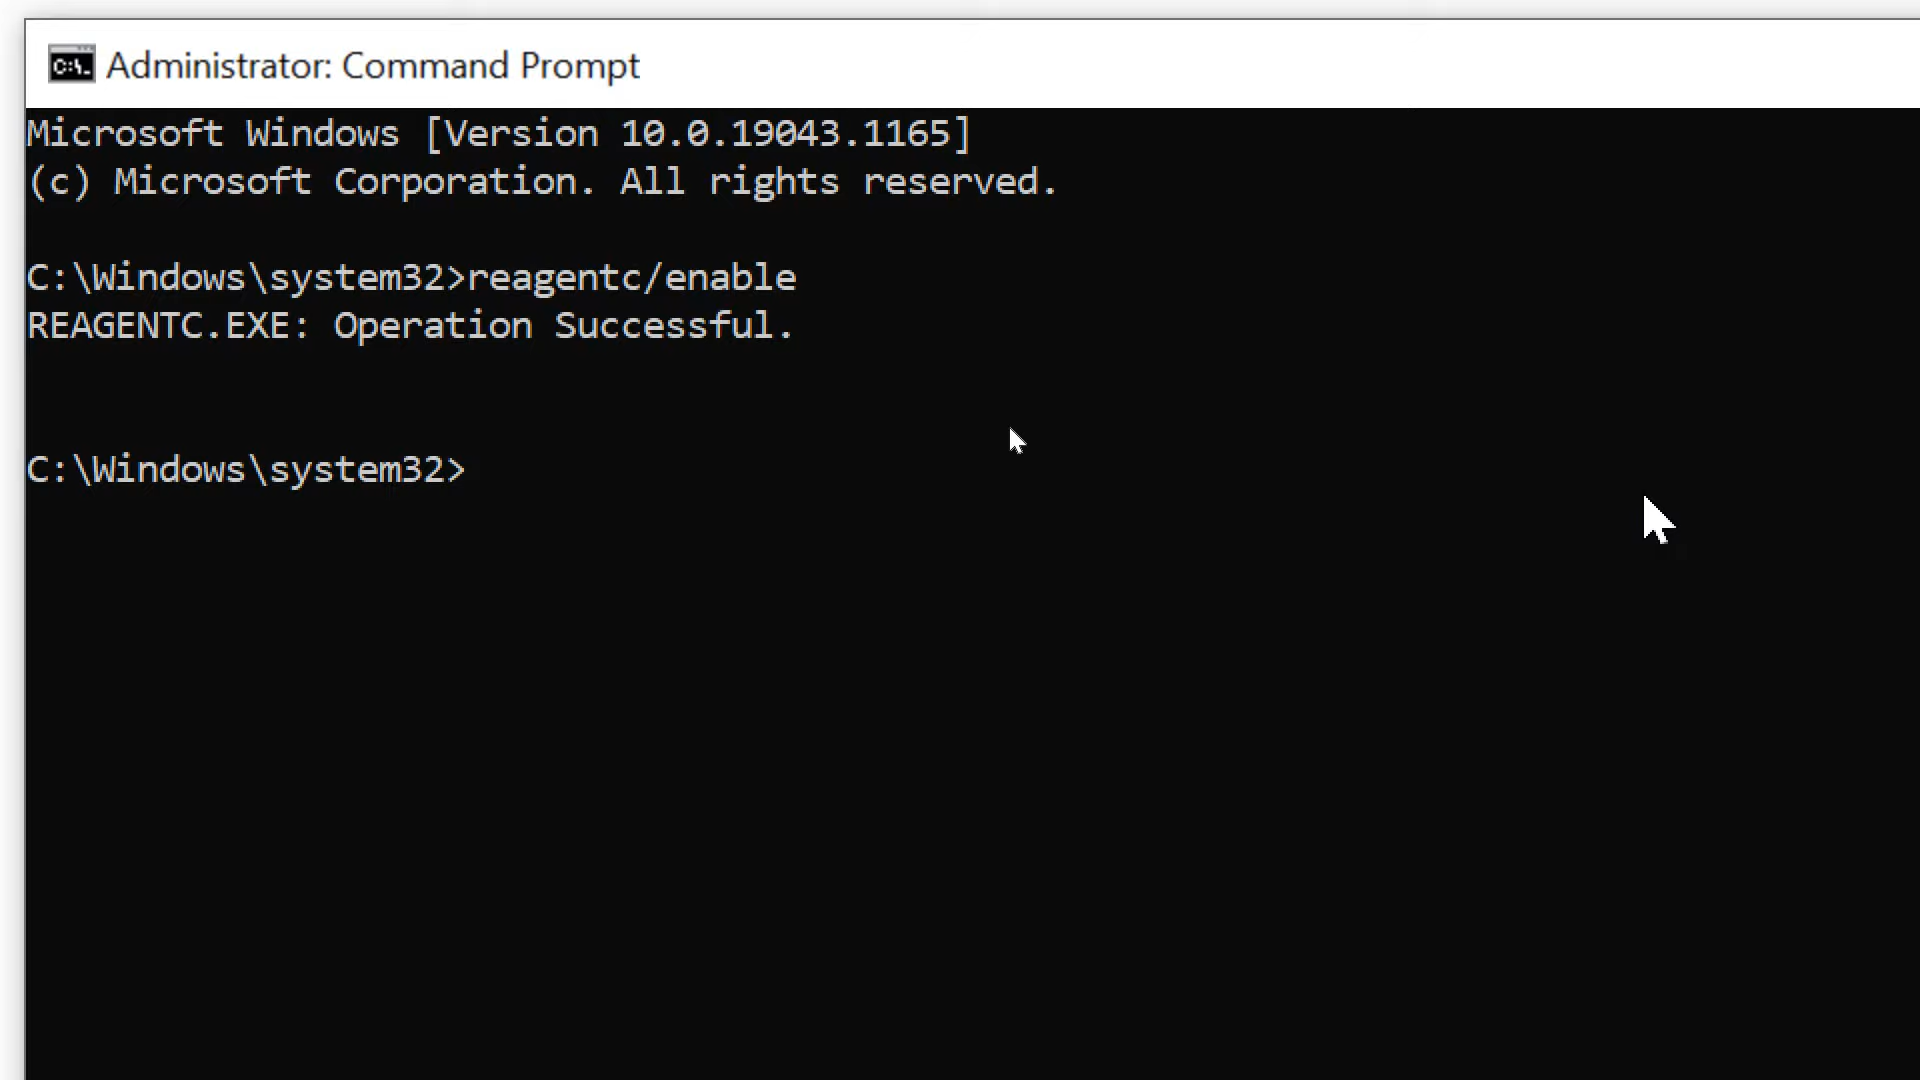 C:\.
Administrator: Command Prompt
Microsoft Windows [Version 10.0.19043.1165]
(c) Microsoft Corporation. All rights reserved.
C:\Windows\system32>reagentc/enable
REAGENTC.EXE: Operation Successful.
C:\Windows\system32>